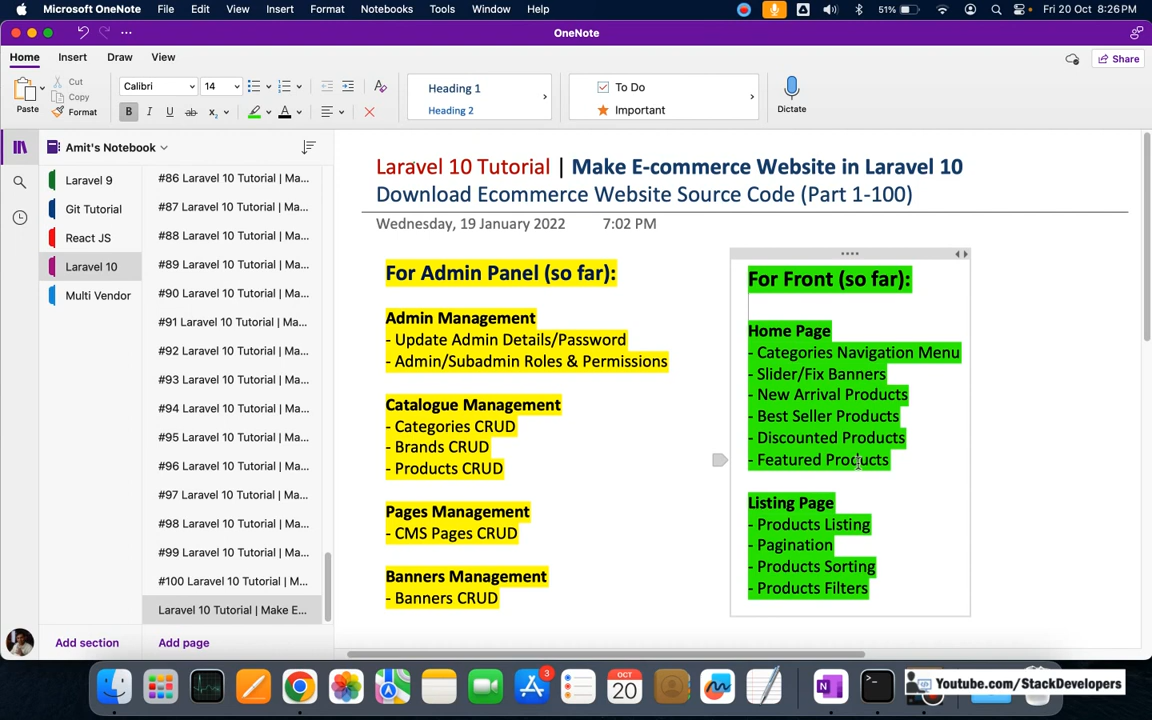 Microsoft OneNote File Edit View Insert Format Notebooks Tools Window Help
51% Fri 20 Oct 8:26 PM
OneNote
Home Insert Draw View
Share
Paste
Cut
Copy
Format
Calibri 14
B I U ab
Heading 1
Heading 2
To Do
Important
Dictate
Amit's Notebook
Laravel 9
Git Tutorial
React JS
Laravel 10
Multi Vendor
#86 Laravel 10 Tutorial | Ma...
#87 Laravel 10 Tutorial | Ma...
#88 Laravel 10 Tutorial | Ma...
#89 Laravel 10 Tutorial | Ma...
#90 Laravel 10 Tutorial | Ma...
#91 Laravel 10 Tutorial | Ma...
#92 Laravel 10 Tutorial | Ma...
#93 Laravel 10 Tutorial | Ma...
#94 Laravel 10 Tutorial | Ma...
#95 Laravel 10 Tutorial | Ma...
#96 Laravel 10 Tutorial | Ma...
#97 Laravel 10 Tutorial | Ma...
#98 Laravel 10 Tutorial | Ma...
#99 Laravel 10 Tutorial | Ma...
#100 Laravel 10 Tutorial | M...
Laravel 10 Tutorial | Make E...
Add section
Add page
Laravel 10 Tutorial | Make E-commerce Website in Laravel 10
Download Ecommerce Website Source Code (Part 1-100)
Wednesday, 19 January 2022 7:02 PM
For Admin Panel (so far):
Admin Management
- Update Admin Details/Password
- Admin/Subadmin Roles & Permissions
Catalogue Management
- Categories CRUD
- Brands CRUD
- Products CRUD
Pages Management
- CMS Pages CRUD
Banners Management
- Banners CRUD
For Front (so far):
Home Page
- Categories Navigation Menu
- Slider/Fix Banners
- New Arrival Products
- Best Seller Products
- Discounted Products
- Featured Products
Listing Page
- Products Listing
- Pagination
- Products Sorting
- Products Filters
3
OCT
20
Youtube.com/StackDevelopers